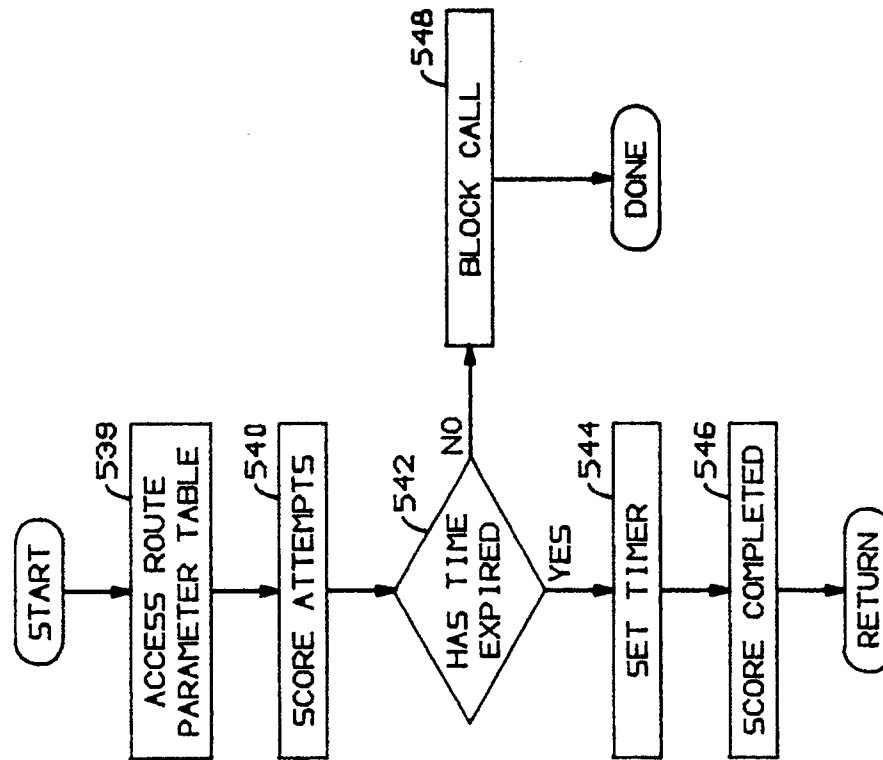 START
539
ACCESS ROUTE
PARAMETER TABLE
540
SCORE ATTEMPTS
542
HAS TIME
EXPIRED
NO
548
BLOCK CALL
DONE
YES
544
SET TIMER
546
SCORE COMPLETED
RETURN